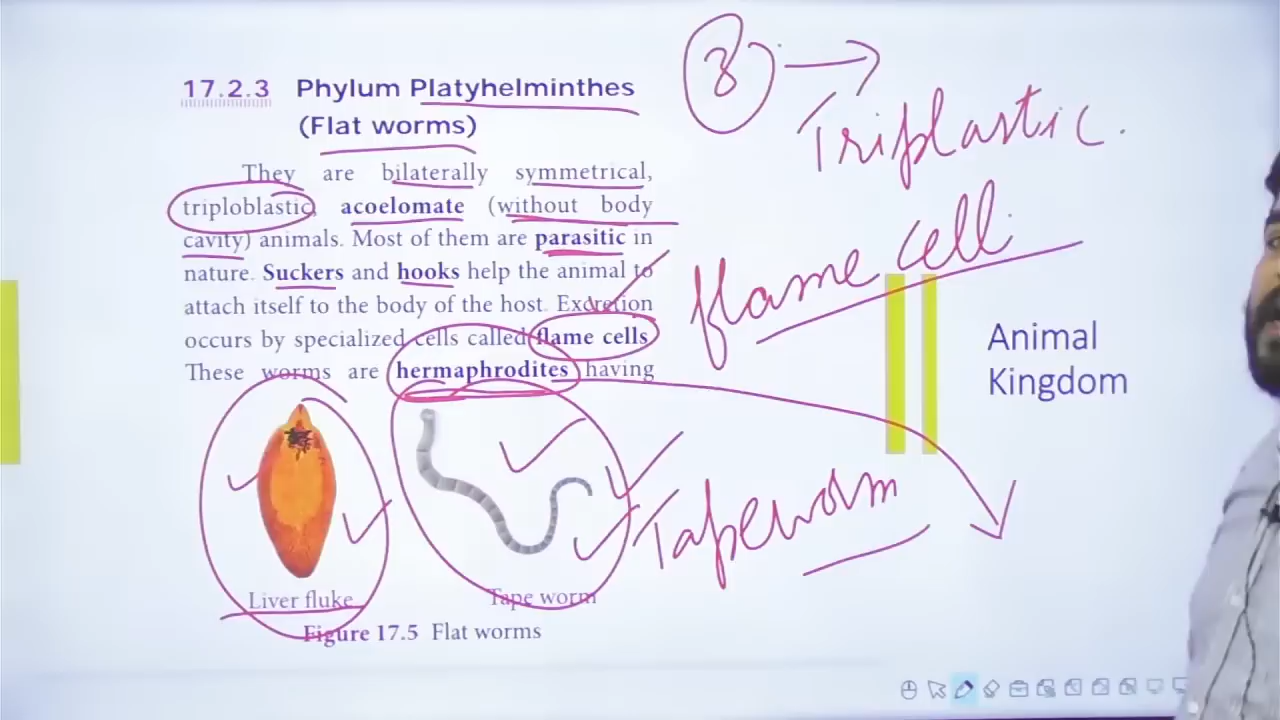 17.2.3 Phylum Platyhelminthes
(Flat worms)
They are bilaterally symmetrical,
triploblastic, acoelomate (without body
cavity) animals. Most of them are parasitic in
nature. Suckers and hooks help the animal to
attach itself to the body of the host. Excretion
occurs by specialized cells called flame cells
These worms are hermaphrodites having
Liver fluke
Tape worm
Figure 17.5 Flat worms
Triplastic.
flame cell
Tapeworm
Animal
Kingdom